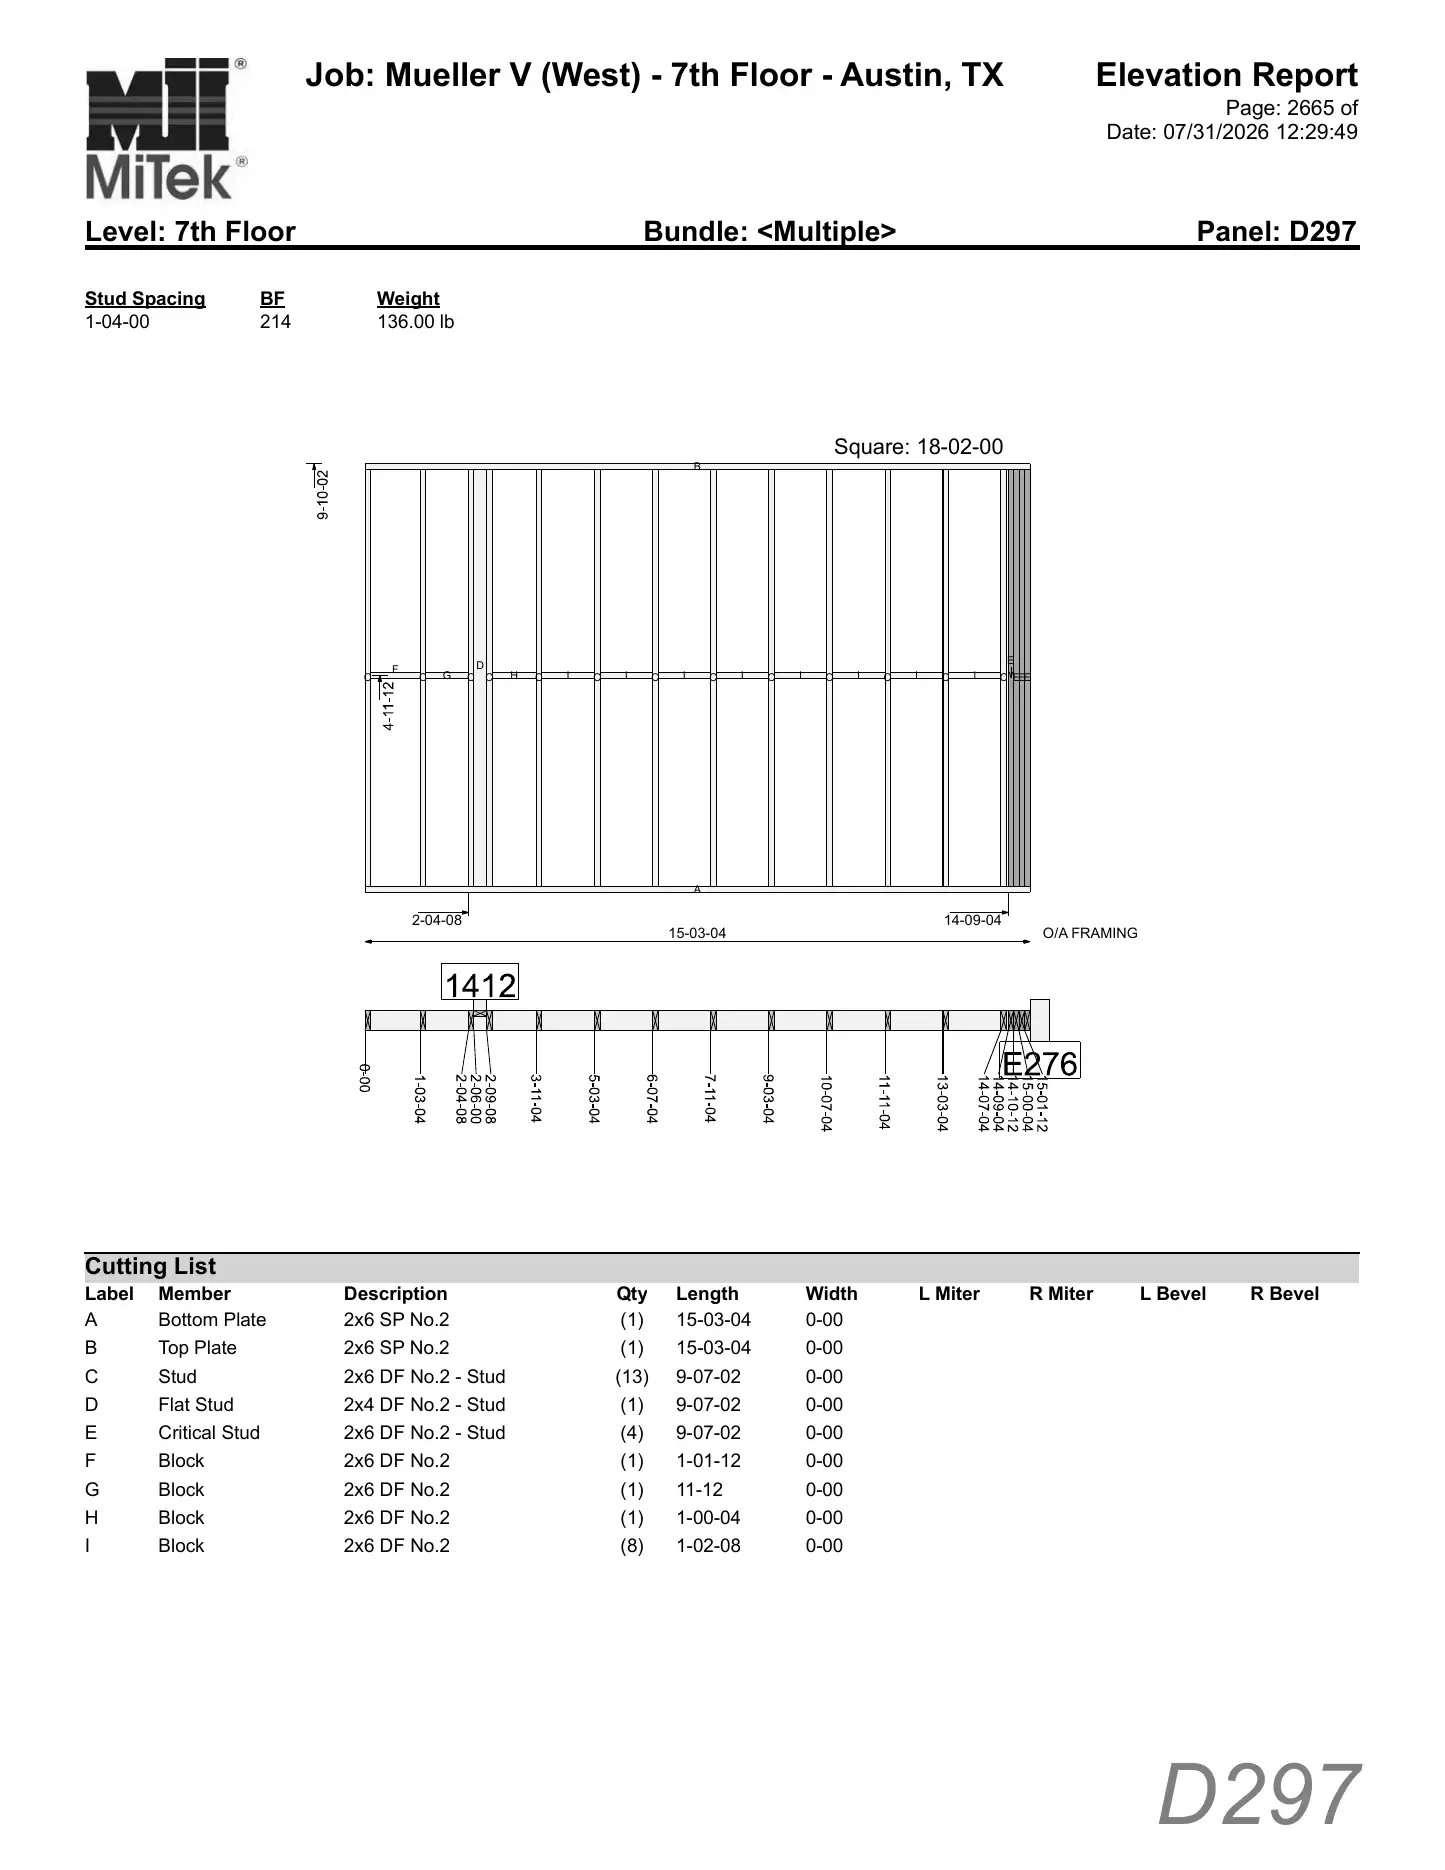 Job: Mueller V (West) - 7th Floor - Austin, TX
Elevation Report
Page: 2665 of
Date: 07/31/2026 12:29:49
MiTek®
Level: 7th Floor
Bundle: <Multiple>
Panel: D297
Stud Spacing BF Weight
1-04-00 214 136.00 lb
Square: 18-02-00
B
9-10-02
F G D H I I I I I I I I E
4-11-12
A
2-04-08
14-09-04
15-03-04
O/A FRAMING
1412
E276
0-00
1-03-04
2-04-08
2-06-00
2-09-08
3-11-04
5-03-04
6-07-04
7-11-04
9-03-04
10-07-04
11-11-04
13-03-04
14-07-04
14-09-04
14-10-12
15-00-04
15-01-12
Cutting List
Label Member Description Qty Length Width L Miter R Miter L Bevel R Bevel
A Bottom Plate 2x6 SP No.2 (1) 15-03-04 0-00
B Top Plate 2x6 SP No.2 (1) 15-03-04 0-00
C Stud 2x6 DF No.2 - Stud (13) 9-07-02 0-00
D Flat Stud 2x4 DF No.2 - Stud (1) 9-07-02 0-00
E Critical Stud 2x6 DF No.2 - Stud (4) 9-07-02 0-00
F Block 2x6 DF No.2 (1) 1-01-12 0-00
G Block 2x6 DF No.2 (1) 11-12 0-00
H Block 2x6 DF No.2 (1) 1-00-04 0-00
I Block 2x6 DF No.2 (8) 1-02-08 0-00
D297